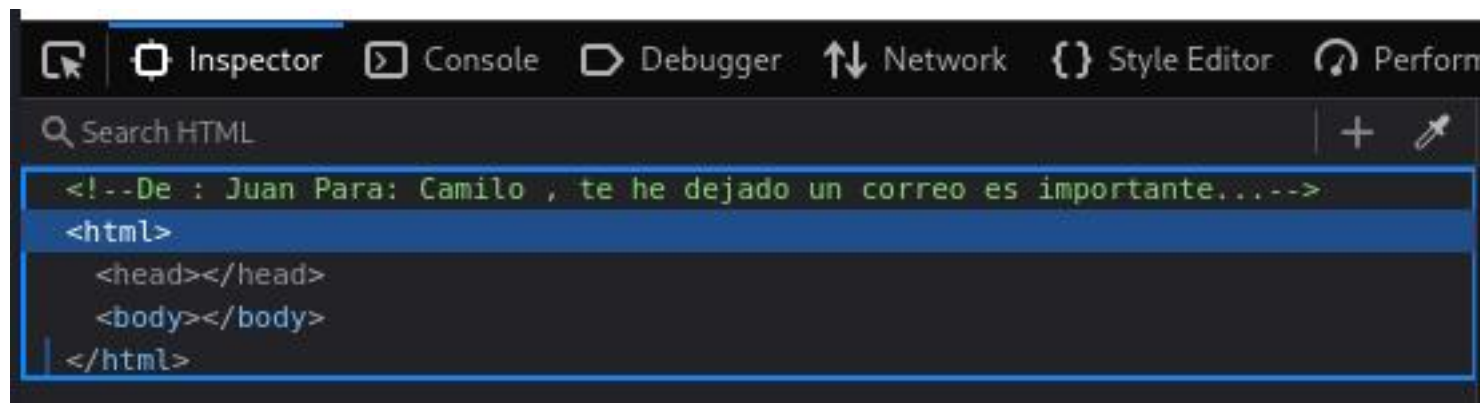 Inspector Console Debugger Network {} Style Editor Perform
Search HTML
<!--De : Juan Para: Camilo , te he dejado un correo es importante...-->
<html>
<head></head>
<body></body>
</html>